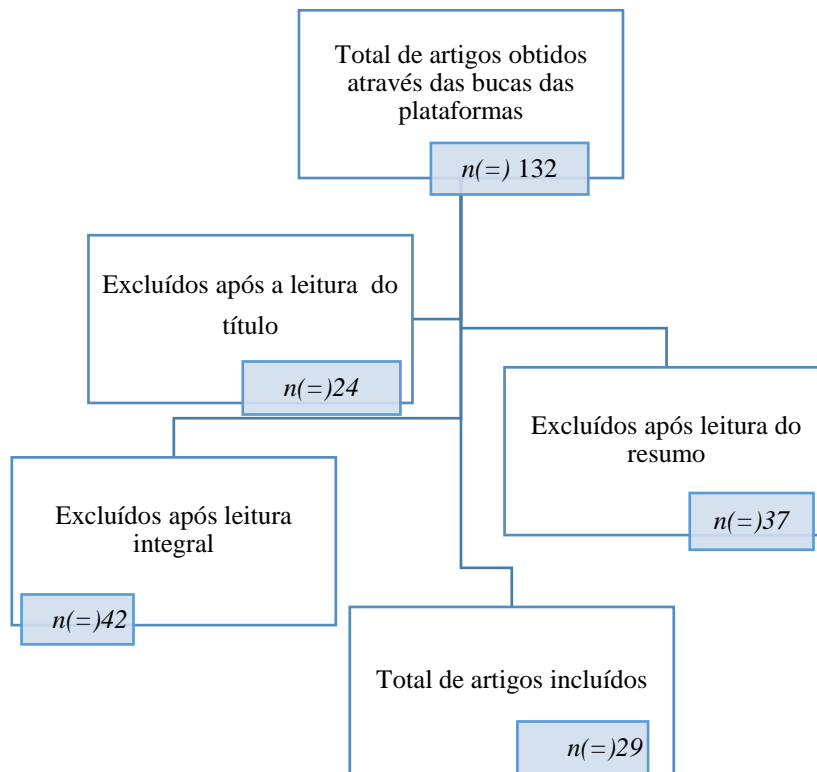 Total de artigos obtidos
através das bucas das
plataformas
n(=) 132
Excluídos após a leitura do
título
n(=)24
Excluídos após leitura do
resumo
n(=)37
Excluídos após leitura
integral
n(=)42
Total de artigos incluídos
n(=)29